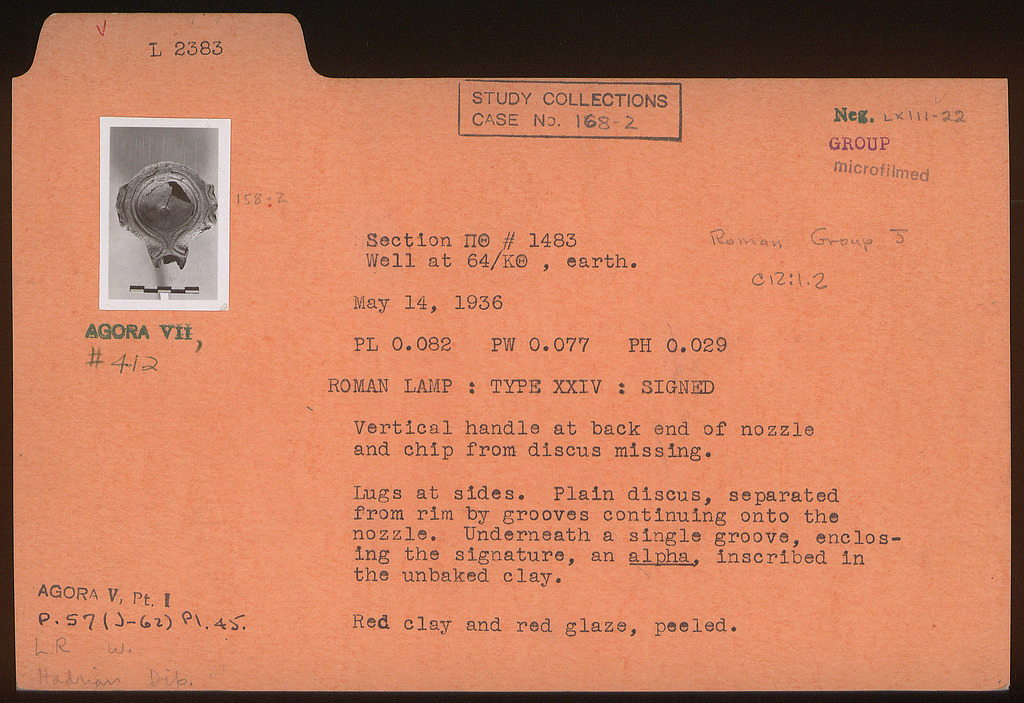 V
L 2383
STUDY COLLECTIONS
CASE No. 168-2
Neg. LXIII-22
GROUP
microfilmed
158-2
Section ΠΘ # 1483
Well at 64/ΚΘ , earth.
Roman Group J
C12:1.2
May 14, 1936
AGORA VII,
# 412
PL 0.082 PW 0.077 PH 0.029
ROMAN LAMP : TYPE XXIV : SIGNED
Vertical handle at back end of nozzle
and chip from discus missing.
Lugs at sides. Plain discus, separated
from rim by grooves continuing onto the
nozzle. Underneath a single groove, enclos-
ing the signature, an alpha, inscribed in
the unbaked clay.
Red clay and red glaze, peeled.
AGORA V, Pt. I
P. 57 (J-62) Pl. 45.
L.R W.
Hadrian Dib.